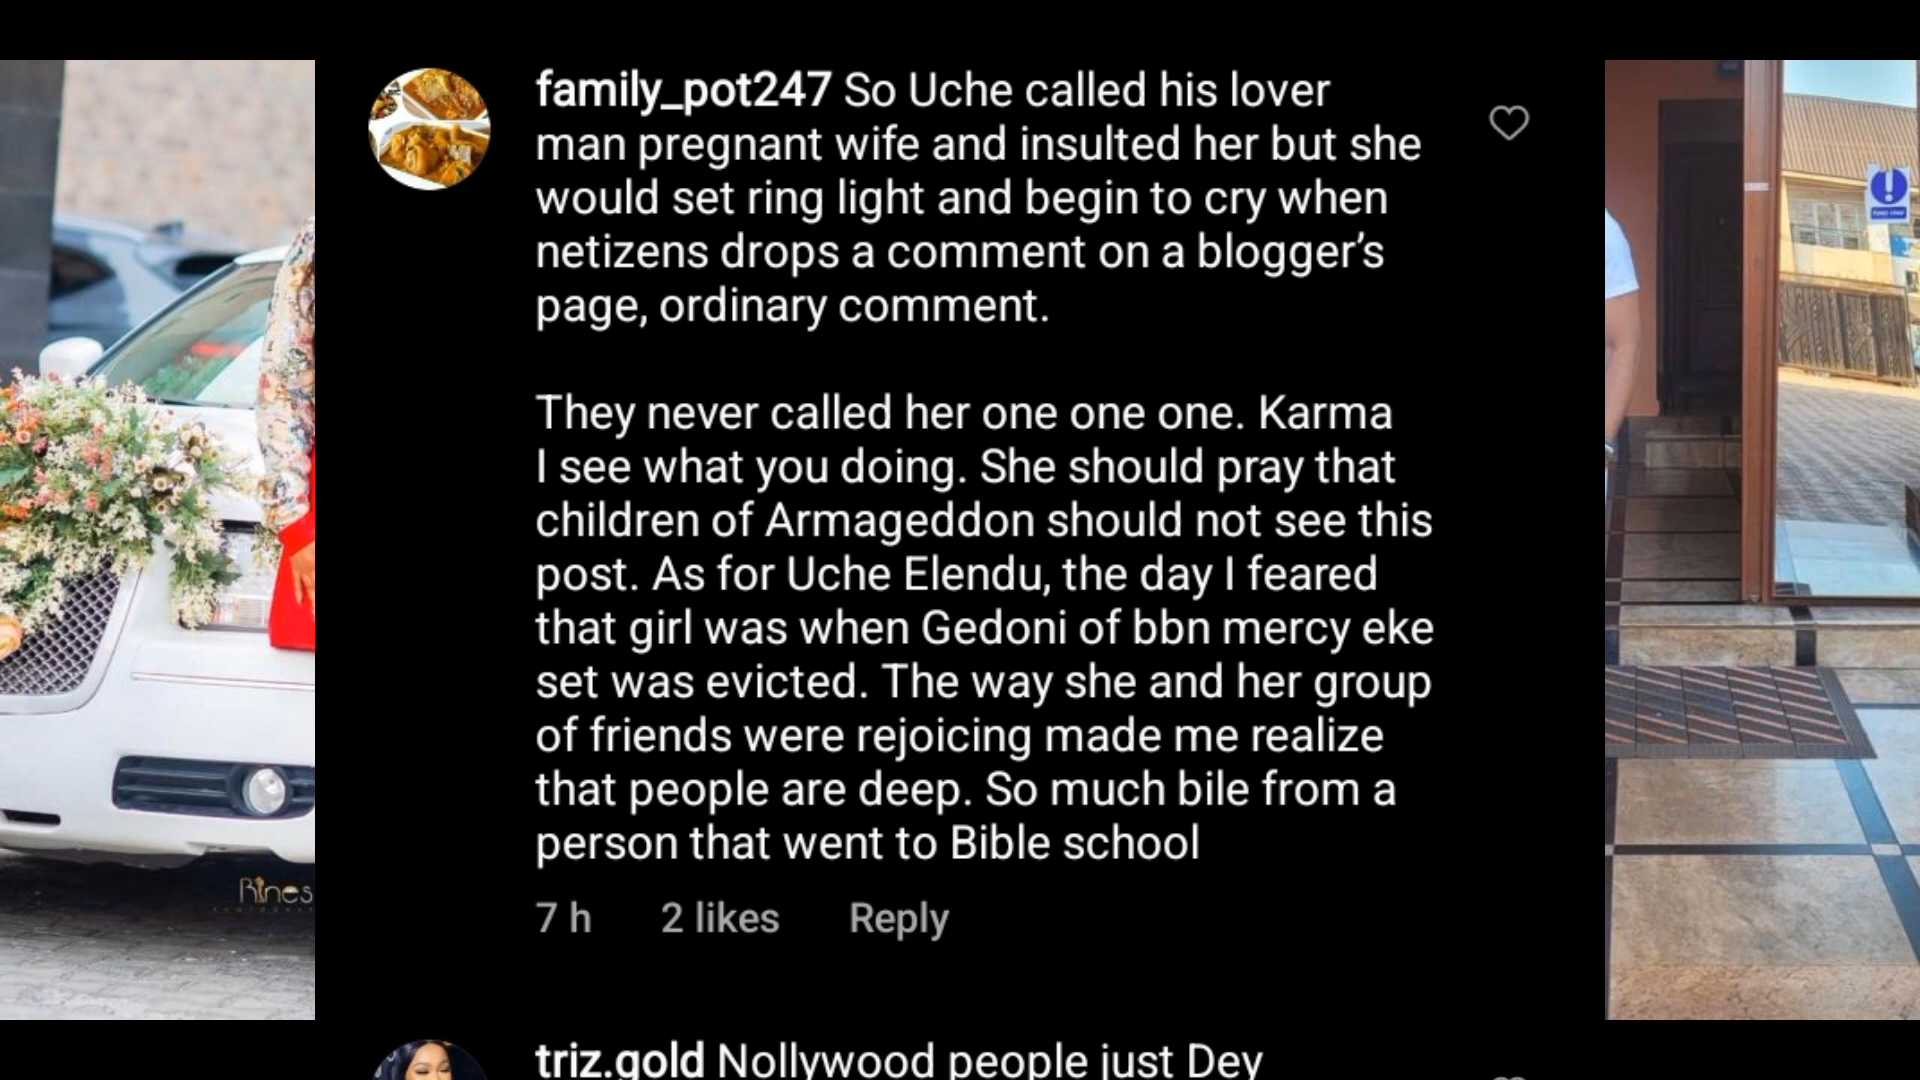 family_pot247 So Uche called his lover
man pregnant wife and insulted her but she
would set ring light and begin to cry when
netizens drops a comment on a blogger's
page, ordinary comment.
They never called her one one one. Karma
I see what you doing. She should pray that
children of Armageddon should not see this
post. As for Uche Elendu, the day I feared
that girl was when Gedoni of bbn mercy eke
set was evicted. The way she and her group
of friends were rejoicing made me realize
that people are deep. So much bile from a
person that went to Bible school
7 h 2 likes Reply
triz.gold Nollywood people just Dey
Rines